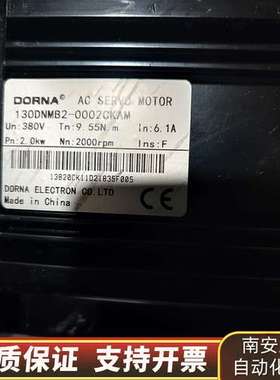 DORNA® AC SERVO MOTOR
130DNMB2-0002CKAM
Un:380V Tn:9.55N.m In:6.1A
Pn:2.0kw Nn:2000rpm Ins:F
DORNA ELECTRON CO.LTD
Made in China
质保证 支持开票
南安
自动化